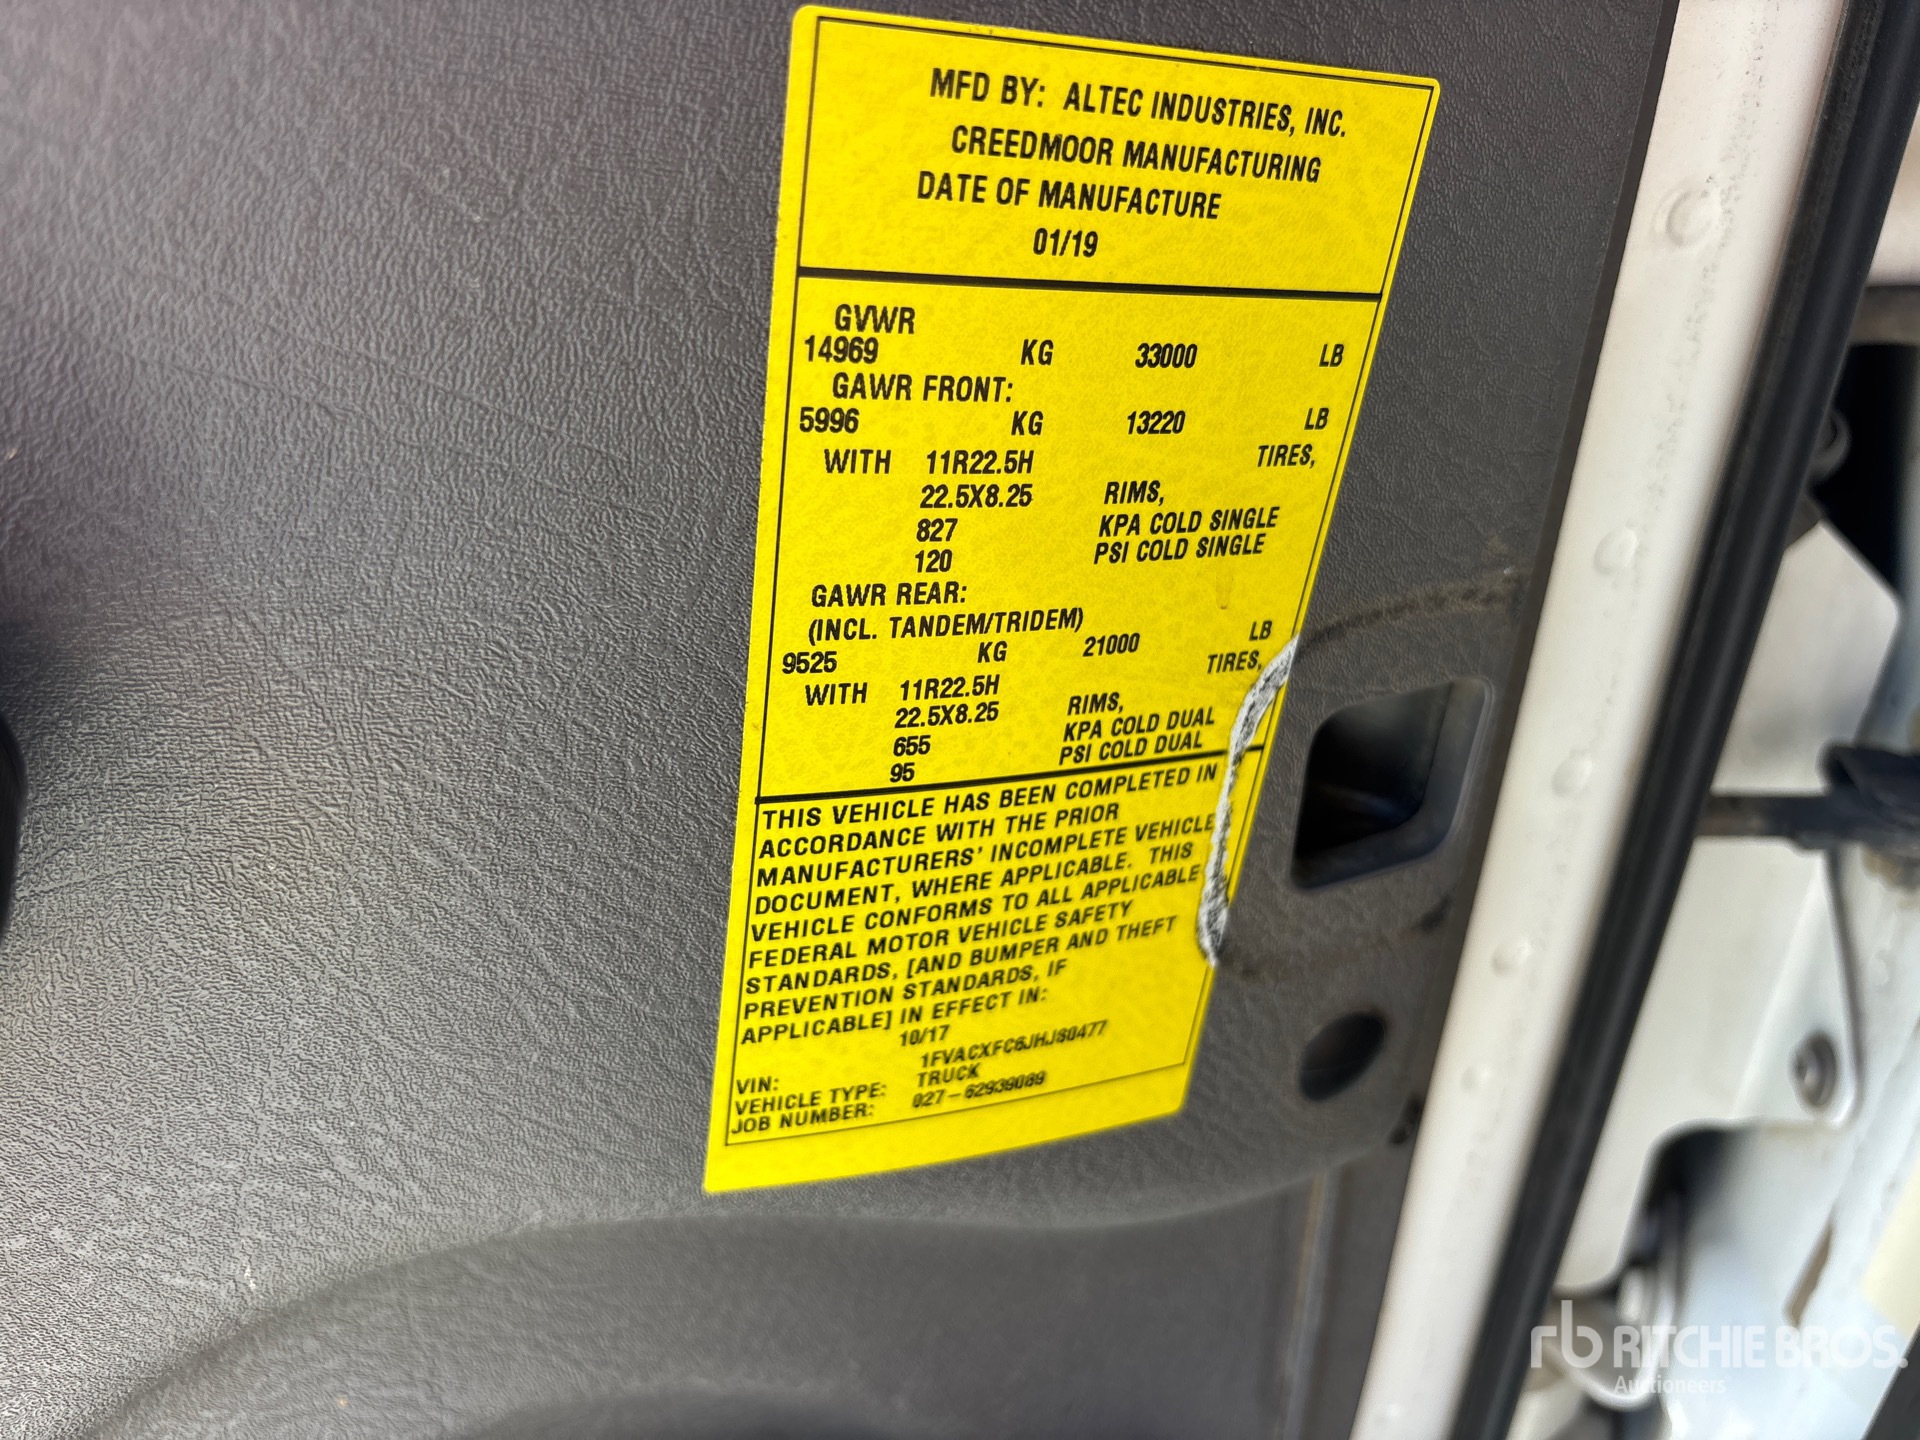 MFD BY: ALTEC INDUSTRIES, INC.
CREEDMOOR MANUFACTURING
DATE OF MANUFACTURE
01/19
GVWR
14969 KG 33000 LB
GAWR FRONT:
5996 KG 13220 LB
WITH 11R22.5H TIRES,
22.5X8.25 RIMS,
827 KPA COLD SINGLE
120 PSI COLD SINGLE
GAWR REAR:
(INCL. TANDEM/TRIDEM)
9525 KG 21000 LB
WITH 11R22.5H TIRES,
22.5X8.25 RIMS,
655 KPA COLD DUAL
95 PSI COLD DUAL
THIS VEHICLE HAS BEEN COMPLETED IN
ACCORDANCE WITH THE PRIOR
MANUFACTURERS' INCOMPLETE VEHICLE
DOCUMENT, WHERE APPLICABLE. THIS
VEHICLE CONFORMS TO ALL APPLICABLE
FEDERAL MOTOR VEHICLE SAFETY
STANDARDS, [AND BUMPER AND THEFT
PREVENTION STANDARDS, IF
APPLICABLE] IN EFFECT IN:
10/17
VIN: 1FVACXFC6JHJS0477
VEHICLE TYPE: TRUCK
JOB NUMBER: 027-62939089
rb RITCHIE BROS.
Auctioneers